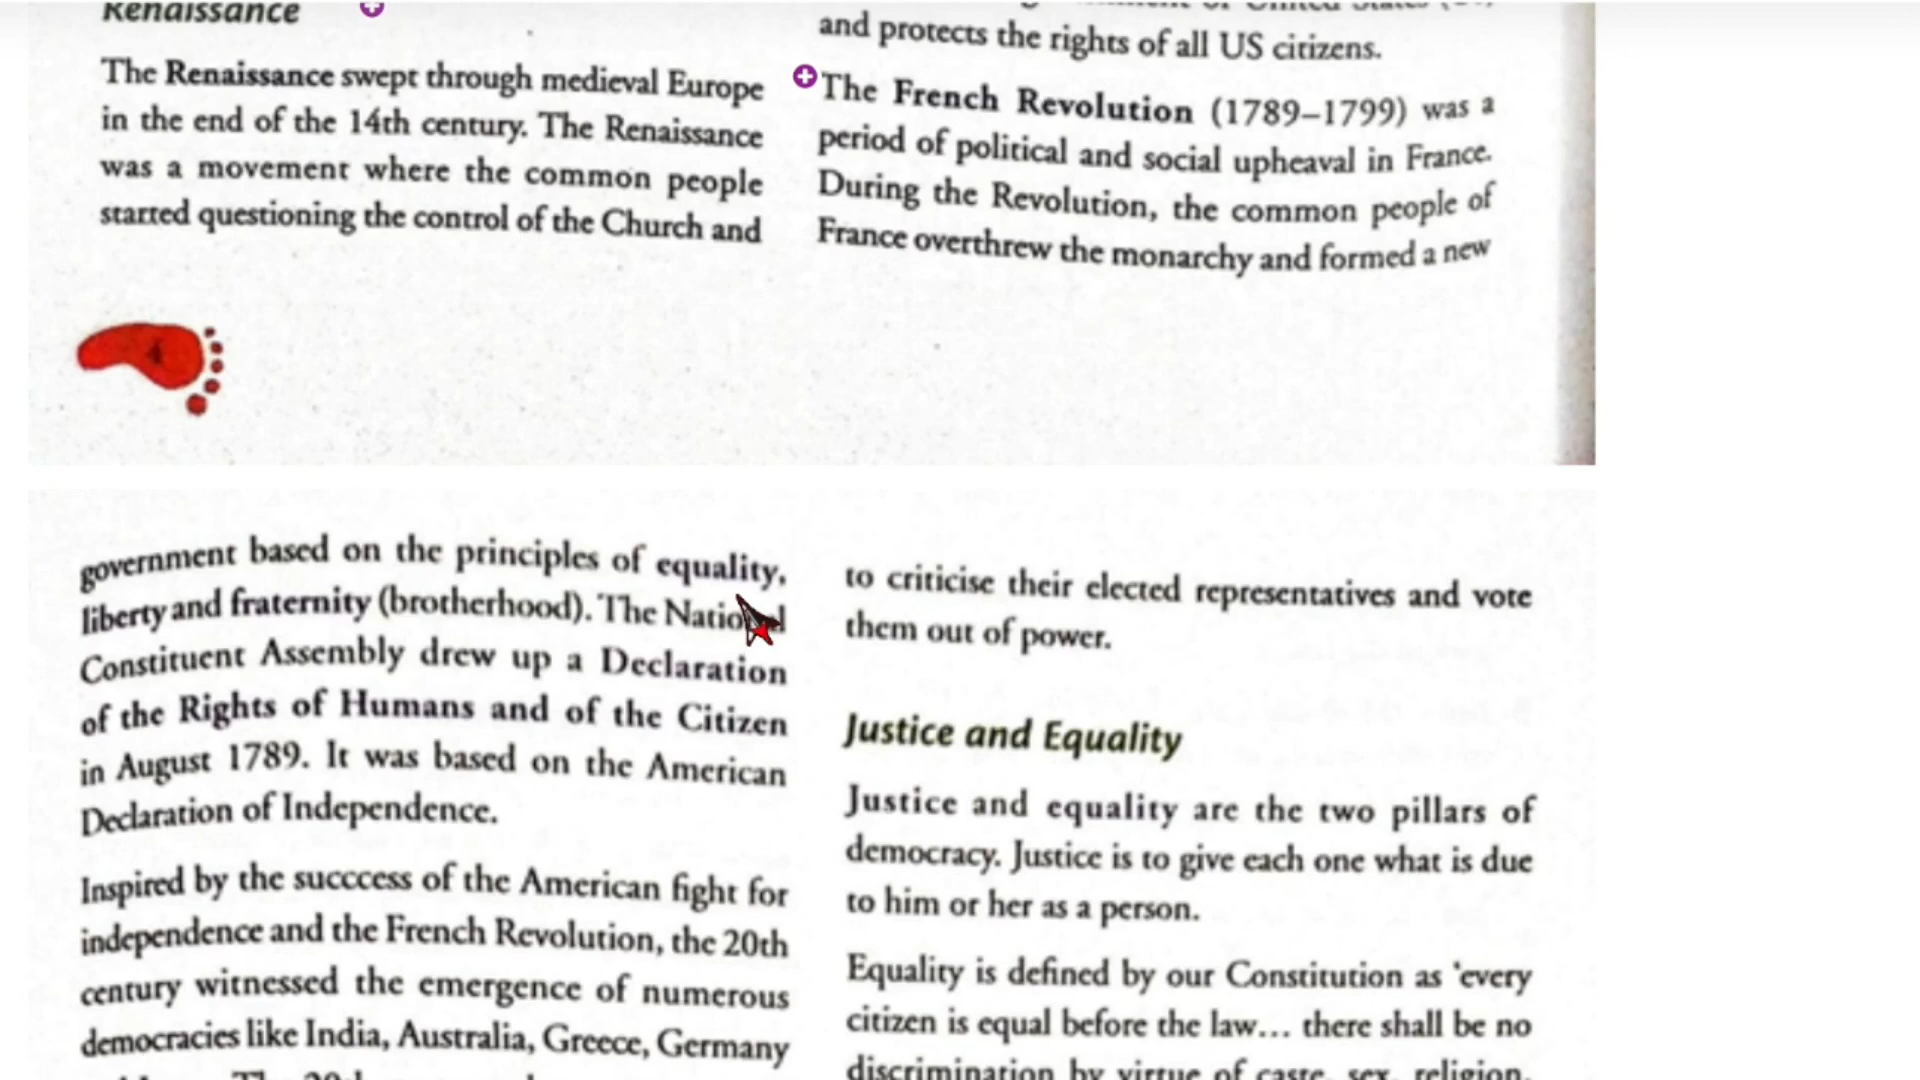 Renaissance
The Renaissance swept through medieval Europe
in the end of the 14th century. The Renaissance
was a movement where the common people
started questioning the control of the Church and
4
and protects the rights of all US citizens.
The French Revolution (1789–1799) was a
period of political and social upheaval in France.
During the Revolution, the common people of
France overthrew the monarchy and formed a new
government based on the principles of equality,
liberty and fraternity (brotherhood). The National
Constituent Assembly drew up a Declaration
of the Rights of Humans and of the Citizen
in August 1789. It was based on the American
Declaration of Independence.
Inspired by the succcess of the American fight for
independence and the French Revolution, the 20th
century witnessed the emergence of numerous
democracies like India, Australia, Greece, Germany
to criticise their elected representatives and vote
them out of power.
Justice and Equality
Justice and equality are the two pillars of
democracy. Justice is to give each one what is due
to him or her as a person.
Equality is defined by our Constitution as 'every
citizen is equal before the law... there shall be no
discrimination by virtue of caste, sex, religion,